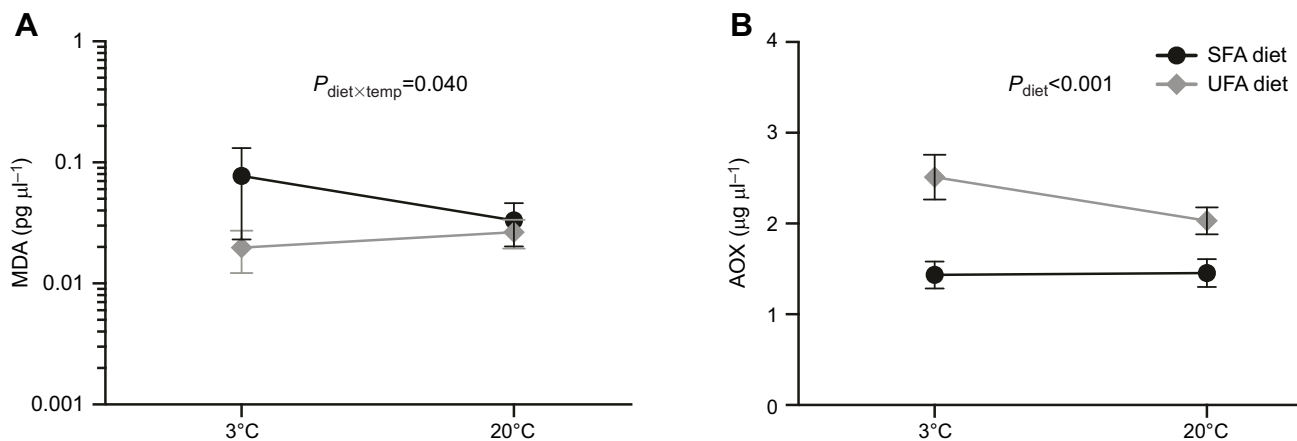 A
1
0.1
0.01
0.001
MDA (pg μl⁻¹)
P_diet×temp=0.040
3°C
20°C
B
4
3
2
1
0
AOX (μg μl⁻¹)
P_diet<0.001
SFA diet
UFA diet
3°C
20°C